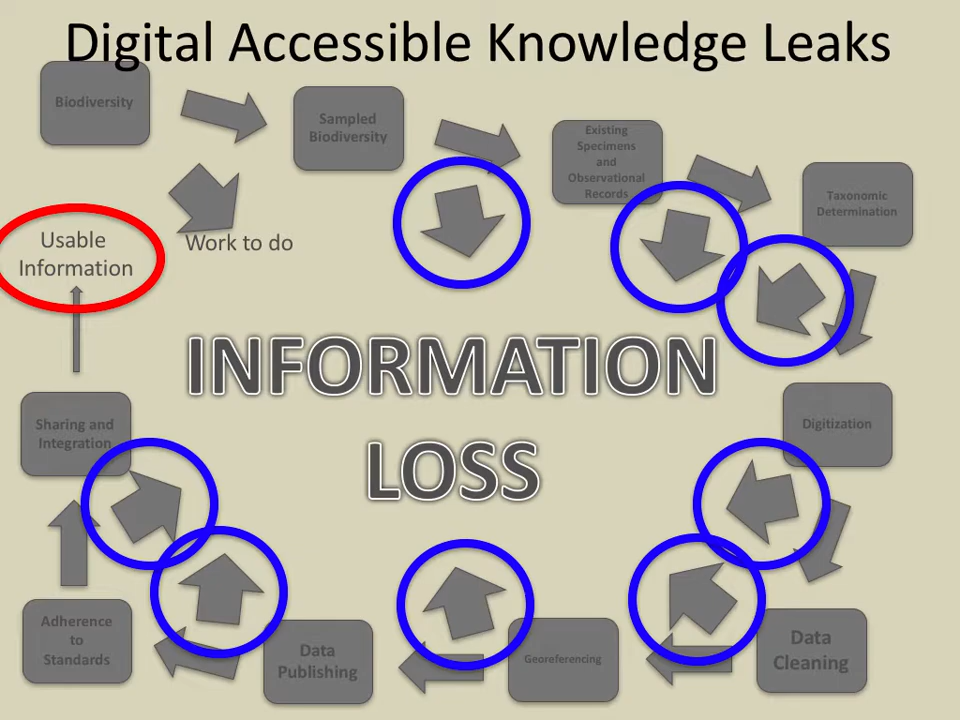 Digital Accessible Knowledge Leaks
Biodiversity
Sampled
Biodiversity
Existing
Specimens
and
Observational
Records
Taxonomic
Determination
Usable
Information
Work to do
INFORMATION
LOSS
Sharing and
Integration
Digitization
Adherence
to
Standards
Data
Publishing
Georeferencing
Data
Cleaning